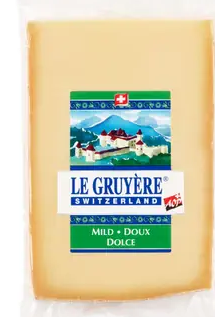 LE GRUYÈRE®
SWITZERLAND
AOP
MILD • DOUX
DOLCE